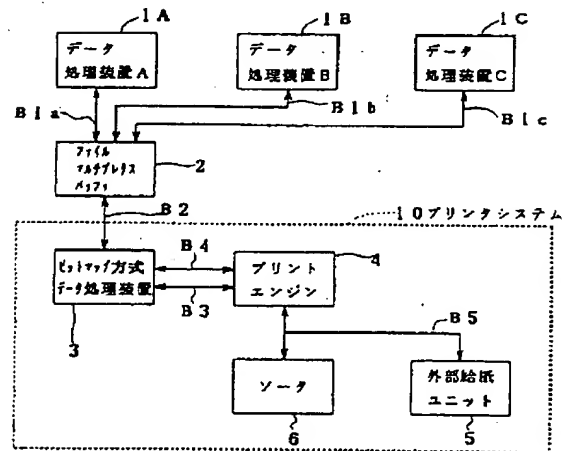 1A
データ
処理装置A
1B
データ
処理装置B
1C
データ
処理装置C
B1a
B1b
B1c
ファイル
マルチプレクス
バッファ
2
B2
10プリンタシステム
ビットマップ方式
データ処理装置
3
B4
B3
プリント
エンジン
4
B5
ソータ
6
外部給紙
ユニット
5